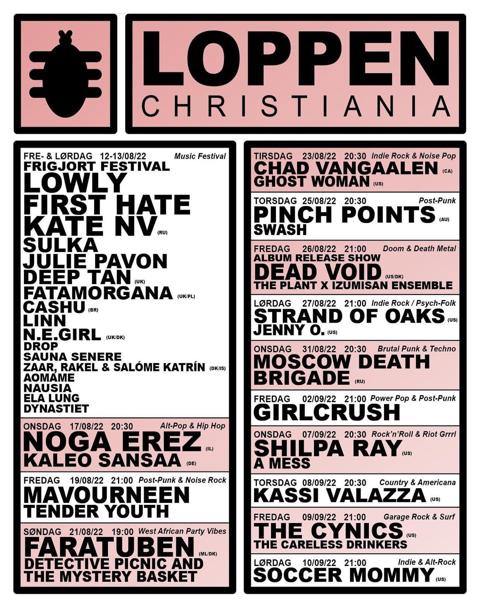 LOPPEN
CHRISTIANIA
FRE- & LØRDAG 12-13/08/22 Music Festival
FRIGJORT FESTIVAL
LOWLY
FIRST HATE
KATE NV (RU)
SULKA
JULIE PAVON
DEEP TAN (UK)
FATAMORGANA (UK/PL)
CASHU (BR)
LINN
N.E.GIRL (UK/DK)
DROP
SAUNA SENERE
ZAAR, RAKEL & SALÓME KATRÍN (DK/IS)
AOMAME
NAUSIA
ELA LUNG
DYNASTIET
ONSDAG 17/08/22 20:30 Alt-Pop & Hip Hop
NOGA EREZ (IL)
KALEO SANSAA (DE)
FREDAG 19/08/22 21:00 Post-Punk & Noise Rock
MAVOURNEEN
TENDER YOUTH
SØNDAG 21/08/22 19:00 West African Party Vibes
FARATUBEN (ML/DK)
DETECTIVE PICNIC AND
THE MYSTERY BASKET
TIRSDAG 23/08/22 20:30 Indie Rock & Noise Pop
CHAD VANGAALEN (CA)
GHOST WOMAN (US)
TORSDAG 25/08/22 20:30 Post-Punk
PINCH POINTS (AU)
SWASH
FREDAG 26/08/22 21:00 Doom & Death Metal
ALBUM RELEASE SHOW
DEAD VOID (US/DK)
THE PLANT X IZUMISAN ENSEMBLE
LØRDAG 27/08/22 21:00 Indie Rock / Psych-Folk
STRAND OF OAKS (US)
JENNY O. (US)
ONSDAG 31/08/22 20:30 Brutal Punk & Techno
MOSCOW DEATH
BRIGADE (RU)
FREDAG 02/09/22 21:00 Power Pop & Post-Punk
GIRLCRUSH
ONSDAG 07/09/22 20:30 Rock'n'Roll & Riot Grrrl
SHILPA RAY (US)
A MESS
TORSDAG 08/09/22 20:30 Country & Americana
KASSI VALAZZA (US)
FREDAG 09/09/22 21:00 Garage Rock & Surf
THE CYNICS (US)
THE CARELESS DRINKERS
LØRDAG 10/09/22 21:00 Indie & Alt-Rock
SOCCER MOMMY (US)